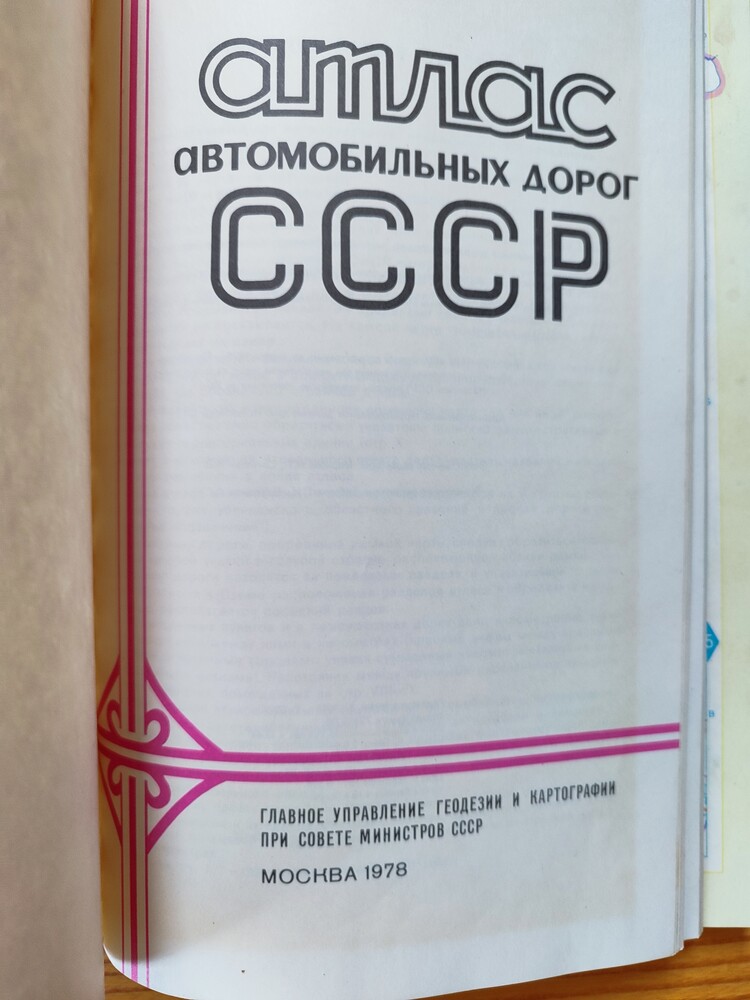 атлас
автомобильных дорог
СССР
ГЛАВНОЕ УПРАВЛЕНИЕ ГЕОДЕЗИИ И КАРТОГРАФИИ
ПРИ СОВЕТЕ МИНИСТРОВ СССР
МОСКВА 1978